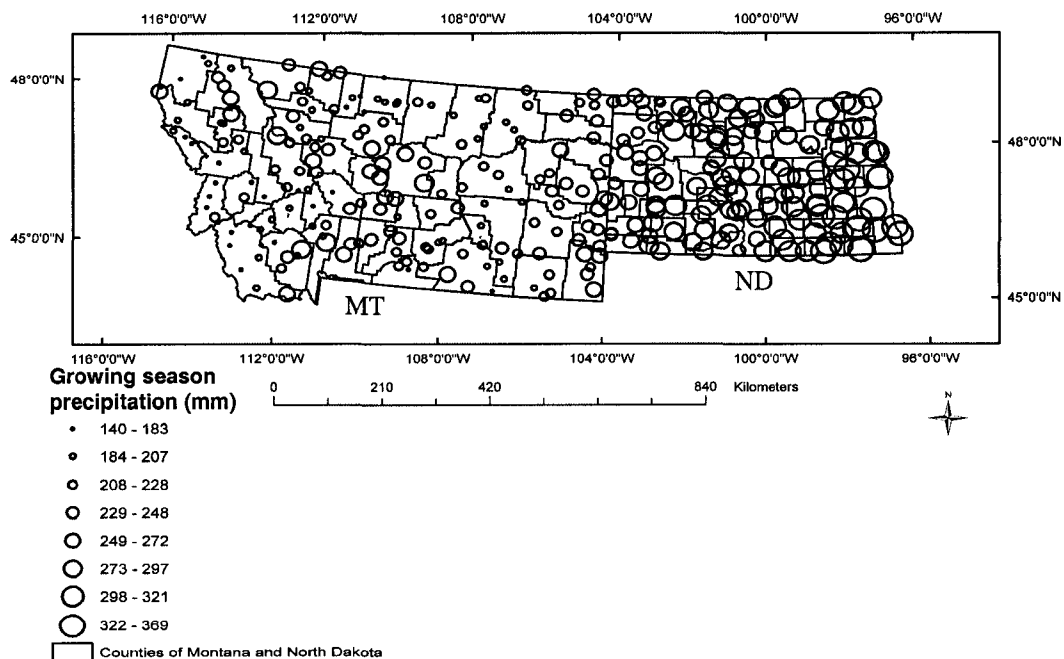 116°0'0"W 112°0'0"W 108°0'0"W 104°0'0"W 100°0'0"W 96°0'0"W
48°0'0"N
48°0'0"N
45°0'0"N
ND
MT
45°0'0"N
116°0'0"W 112°0'0"W 108°0'0"W 104°0'0"W 100°0'0"W 96°0'0"W
Growing season
precipitation (mm)
0 210 420 840 Kilometers
N
140 - 183
184 - 207
208 - 228
229 - 248
249 - 272
273 - 297
298 - 321
322 - 369
Counties of Montana and North Dakota